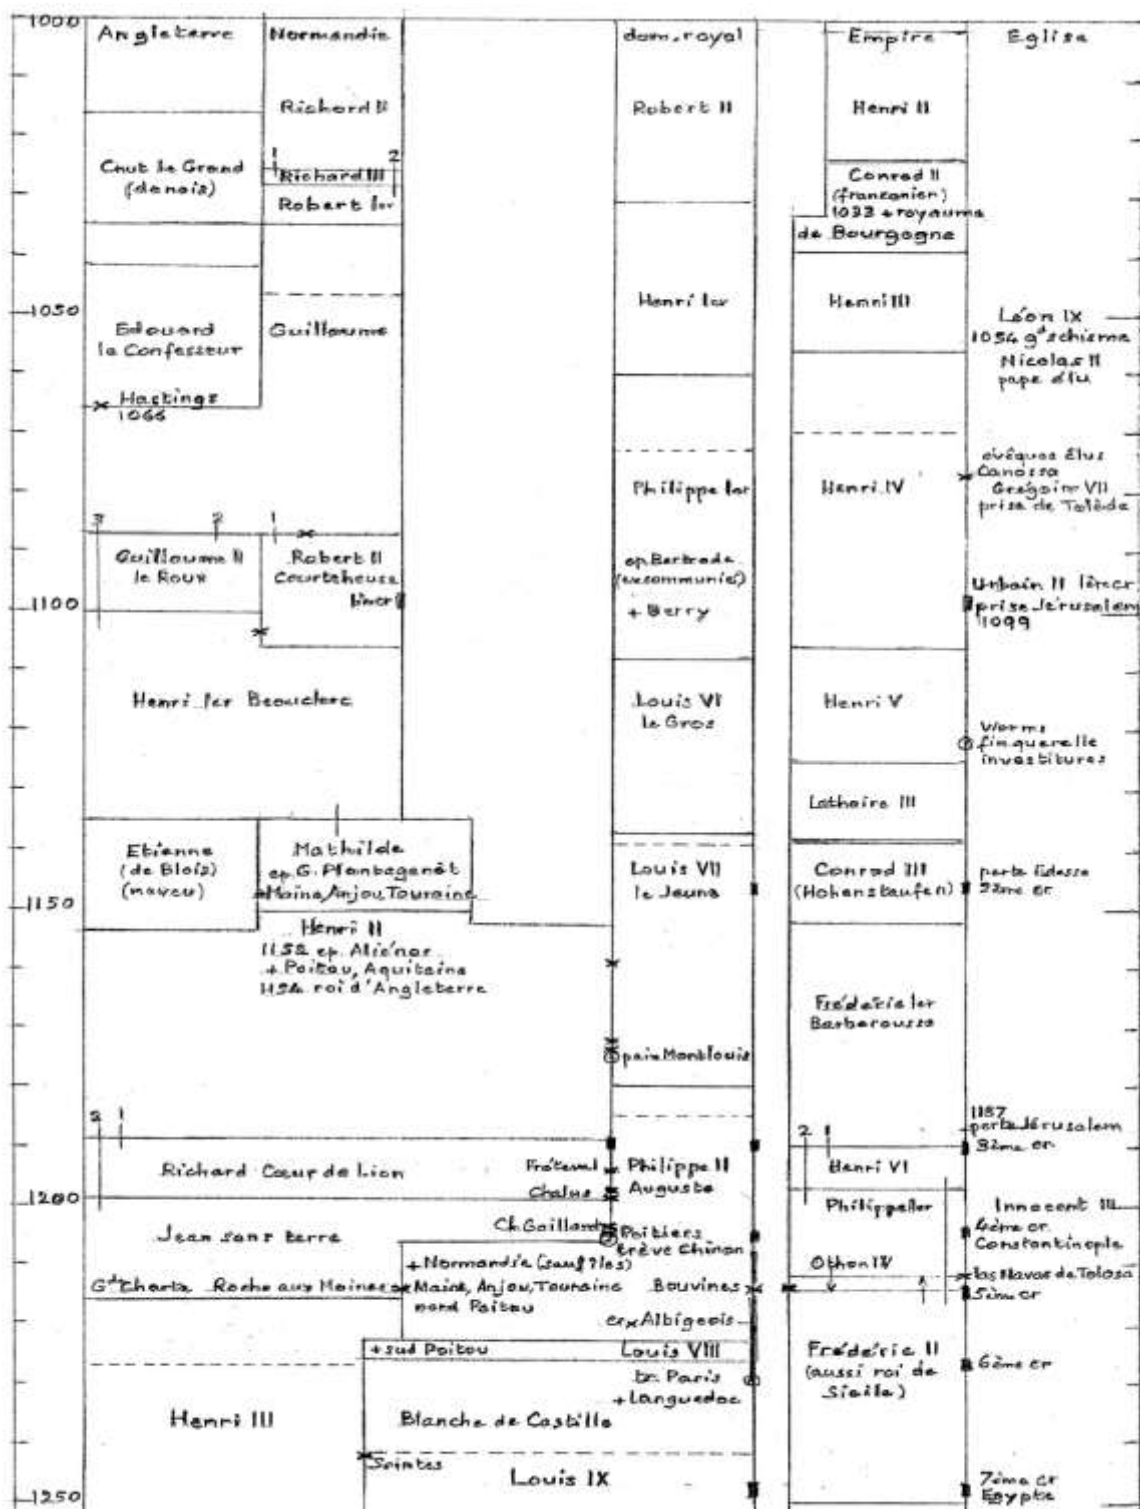 1000
Angleterre
Normandie
dom. royal
Empire
Eglise
Richard II
Robert II
Henri II
1
2
Cnut le Grand
(danois)
Richard III
Robert Ier
Conrad II
(franconien)
1033 + royaume
de Bourgogne
1050
Edouard
le Confesseur
Guillaume
Henri Ier
Henri III
Léon IX
1054 gd schisme
Nicolas II
pape élu
Hastings
1066
Philippe Ier
Henri IV
évêques élus
Canossa
Grégoire VII
prise de Tolède
3
2
1
Guillaume II
le Roux
Robert II
Courteheuse
ep. Bertrade
(excommunié)
+ Berry
1100
Urbain II 1ère cr
prise Jérusalem
1099
Henri Ier Beauclerc
Louis VI
le Gros
Henri V
Worms
fin querelle
investitures
Lothaire III
Etienne
(de Blois)
(neveu)
Mathilde
ep. G. Plantagenêt
+ Maine, Anjou, Touraine
Louis VII
le Jeune
Conrad III
(Hohenstaufen)
perte Edesse
2ème cr
1150
Henri II
1152 ep. Aliénor
+ Poitou, Aquitaine
1154 roi d'Angleterre
Frédéric Ier
Barberousse
paix Montlouis
2
1
1187
perte Jérusalem
3ème cr
2
1
Richard Cœur de Lion
Fréteval
Philippe II
Auguste
Henri VI
1200
Chalus
Philippe
Innocent III
4ème cr
Constantinople
Jean sans terre
Ch. Gaillard
Poitiers
trêve Chinon
+ Normandie (sauf îles)
Maine, Anjou, Touraine
nord Poitou
Othon IV
Gde Charte
Roche aux Moines
Bouvines
las Navas de Tolosa
5ème cr
crx Albigeois
+ sud Poitou
Louis VIII
Frédéric II
(aussi roi de
Sicile)
6ème cr
tr. Paris
+ Languedoc
Henri III
Blanche de Castille
Saintes
Louis IX
7ème cr
Egypte
1250